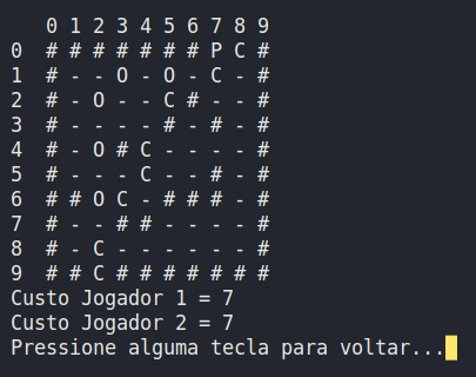 0 1 2 3 4 5 6 7 8 9
0 # # # # # # # P C #
1 # - - O - O - C - #
2 # - O - - C # - - #
3 # - - - - # - # - #
4 # - O # C - - - - #
5 # - - - C - - # - #
6 # # O C - # # # - #
7 # - - # # - - - - #
8 # - C - - - - - - #
9 # # C # # # # # # #
Custo Jogador 1 = 7
Custo Jogador 2 = 7
Pressione alguma tecla para voltar...